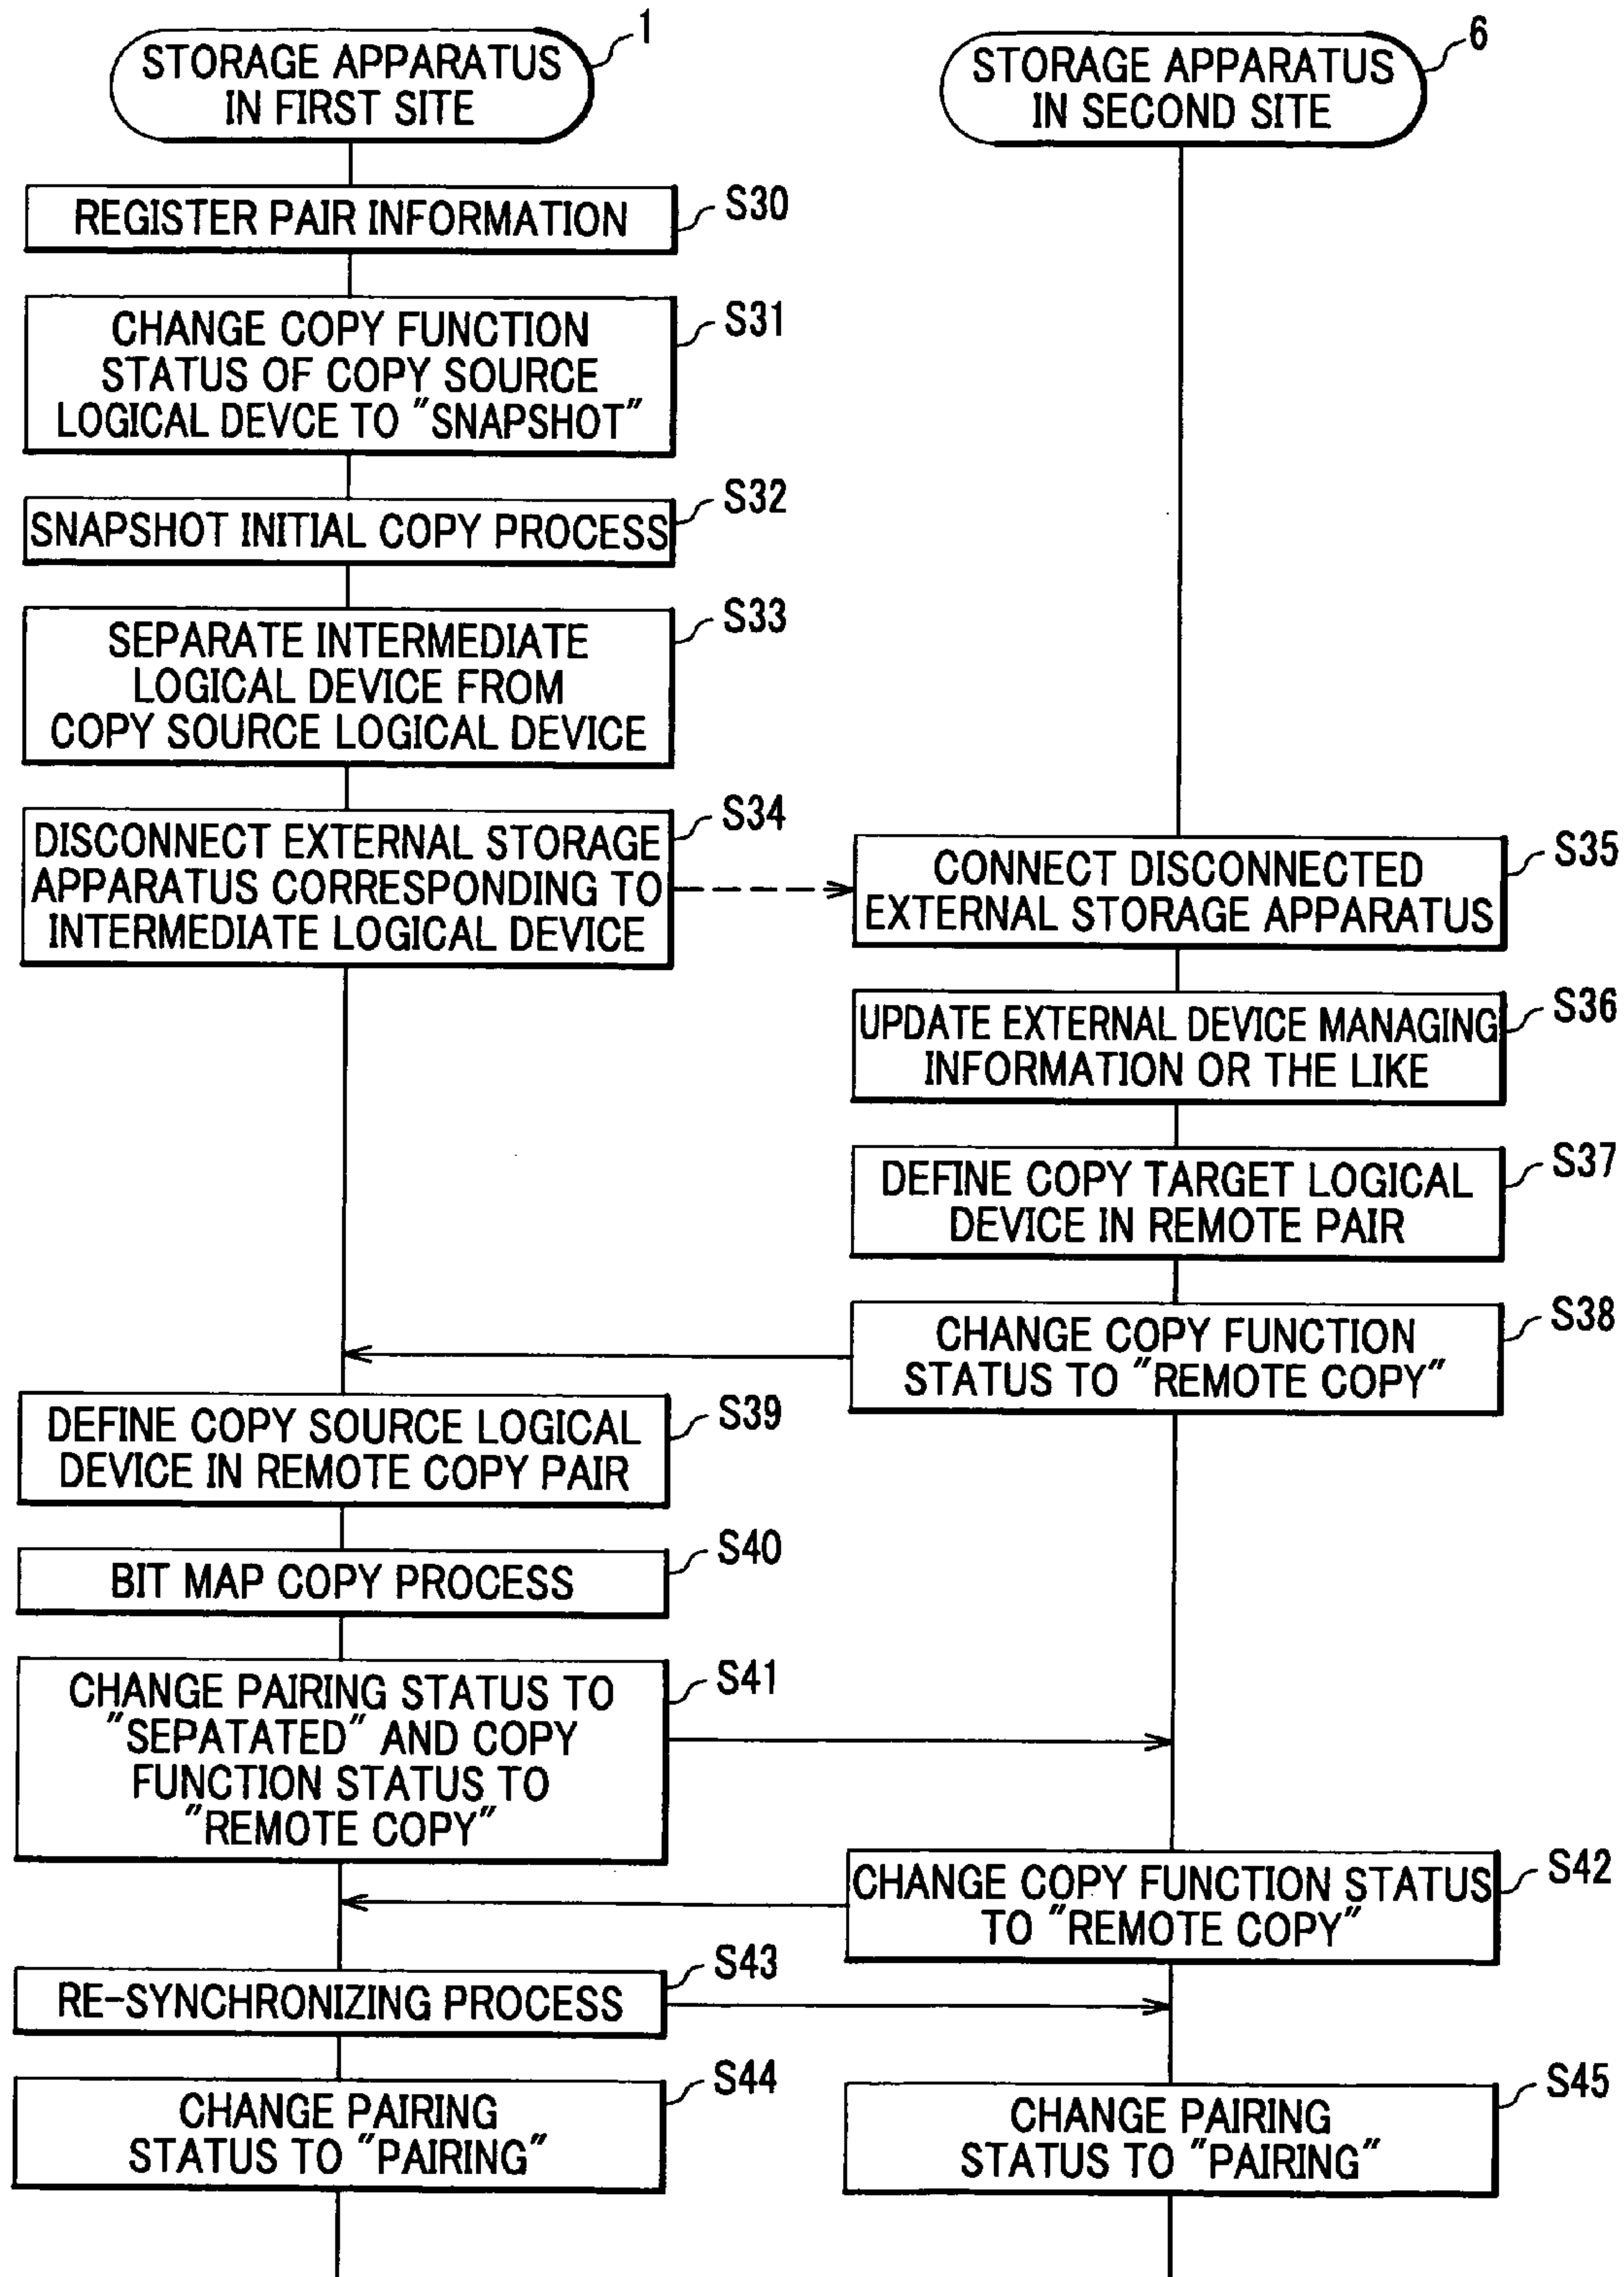 1
STORAGE APPARATUS
IN FIRST SITE
6
STORAGE APPARATUS
IN SECOND SITE
S30
REGISTER PAIR INFORMATION
S31
CHANGE COPY FUNCTION
STATUS OF COPY SOURCE
LOGICAL DEVCE TO "SNAPSHOT"
S32
SNAPSHOT INITIAL COPY PROCESS
S33
SEPARATE INTERMEDIATE
LOGICAL DEVICE FROM
COPY SOURCE LOGICAL DEVICE
S34
DISCONNECT EXTERNAL STORAGE
APPARATUS CORRESPONDING TO
INTERMEDIATE LOGICAL DEVICE
S35
CONNECT DISCONNECTED
EXTERNAL STORAGE APPARATUS
S36
UPDATE EXTERNAL DEVICE MANAGING
INFORMATION OR THE LIKE
S37
DEFINE COPY TARGET LOGICAL
DEVICE IN REMOTE PAIR
S38
CHANGE COPY FUNCTION
STATUS TO "REMOTE COPY"
S39
DEFINE COPY SOURCE LOGICAL
DEVICE IN REMOTE COPY PAIR
S40
BIT MAP COPY PROCESS
S41
CHANGE PAIRING STATUS TO
"SEPATATED" AND COPY
FUNCTION STATUS TO
"REMOTE COPY"
S42
CHANGE COPY FUNCTION STATUS
TO "REMOTE COPY"
S43
RE-SYNCHRONIZING PROCESS
S44
CHANGE PAIRING
STATUS TO "PAIRING"
S45
CHANGE PAIRING
STATUS TO "PAIRING"